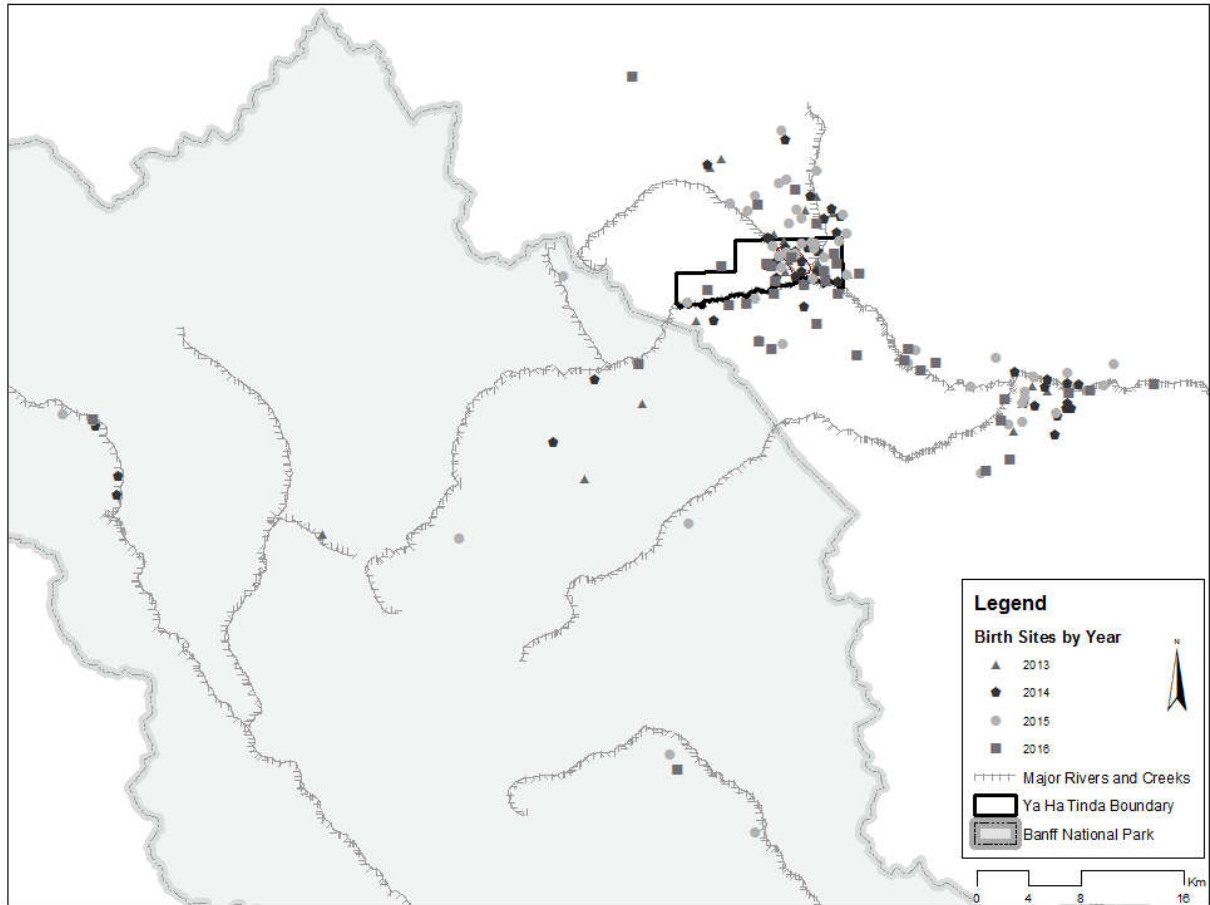 Legend
Birth Sites by Year
N
2013
2014
2015
2016
Major Rivers and Creeks
Ya Ha Tinda Boundary
Banff National Park
Km
0 4 8 16